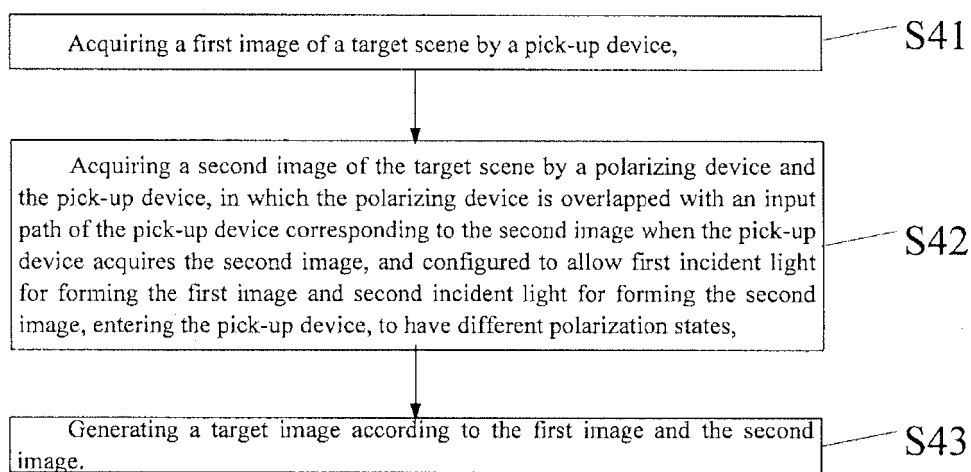 Acquiring a first image of a target scene by a pick-up device,
S41
Acquiring a second image of the target scene by a polarizing device and
the pick-up device, in which the polarizing device is overlapped with an input
path of the pick-up device corresponding to the second image when the pick-up
device acquires the second image, and configured to allow first incident light
for forming the first image and second incident light for forming the second
image, entering the pick-up device, to have different polarization states,
S42
Generating a target image according to the first image and the second
image.
S43